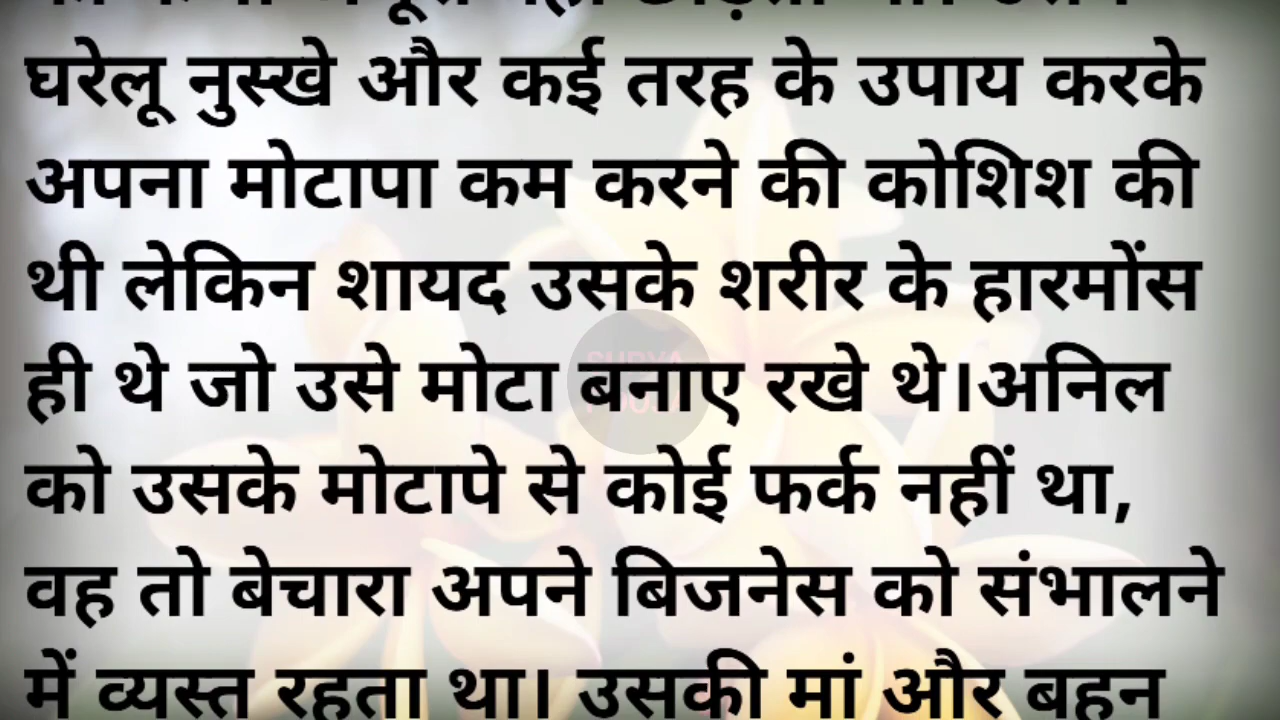 घरेलू नुस्खे और कई तरह के उपाय करके
अपना मोटापा कम करने की कोशिश की
थी लेकिन शायद उसके शरीर के हारमोंस
ही थे जो उसे मोटा बनाए रखे थे।अनिल
को उसके मोटापे से कोई फर्क नहीं था,
वह तो बेचारा अपने बिजनेस को संभालने
में व्यस्त रहता था। उसकी मां और बहन